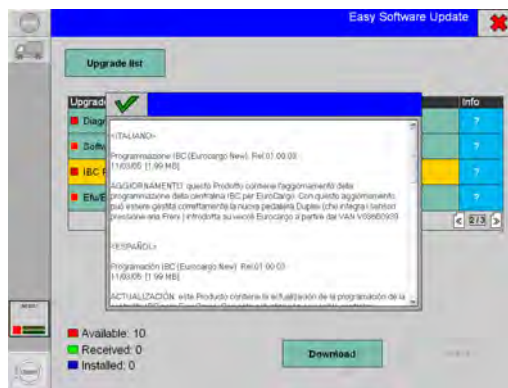 Easy Software Update
Upgrade list
Upgrad
Info
Diag
?
Softw
?
IBC P
?
Efu/E
?
2/3
<ITALIANO>
Programmazione IBC (Eurocargo New) Rel.01.00.03
11/03/05 [1.99 MB]
AGGIORNAMENTO: questo Prodotto contiene l'aggiornamento della
programmazione della centralina IBC per EuroCargo. Con questo aggiornamento
può essere gestita correttamente la nuova pedaliera Duplex (che integra i sensori
pressione aria Freni ) introdotta su veicoli Eurocargo a partire dal VAN
<ESPAÑOL>
Programación IBC (Eurocargo New) Rel.01.00.03
11/03/05 [1.99 MB]
ACTUALIZACIÓN: este Producto contiene la actualización de la programación de la
Available: 10
Received: 0
Installed: 0
Download